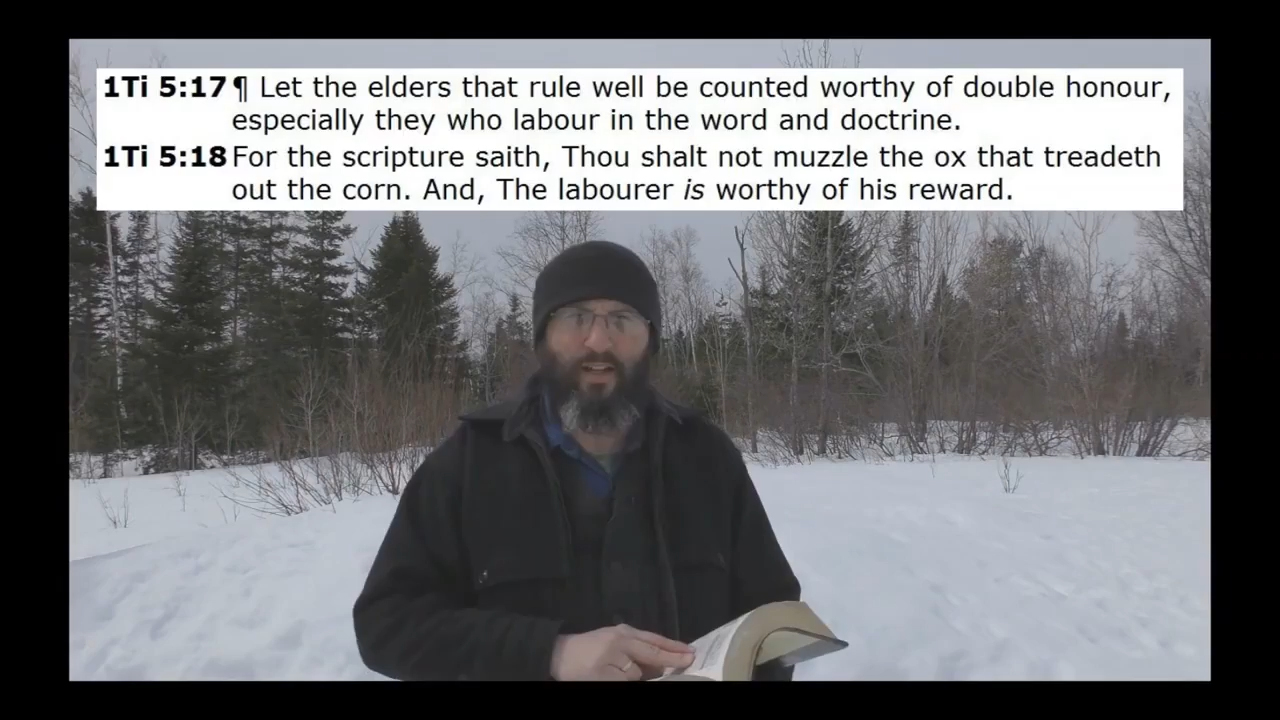 1Ti 5:17 ¶ Let the elders that rule well be counted worthy of double honour,
especially they who labour in the word and doctrine.
1Ti 5:18 For the scripture saith, Thou shalt not muzzle the ox that treadeth
out the corn. And, The labourer is worthy of his reward.